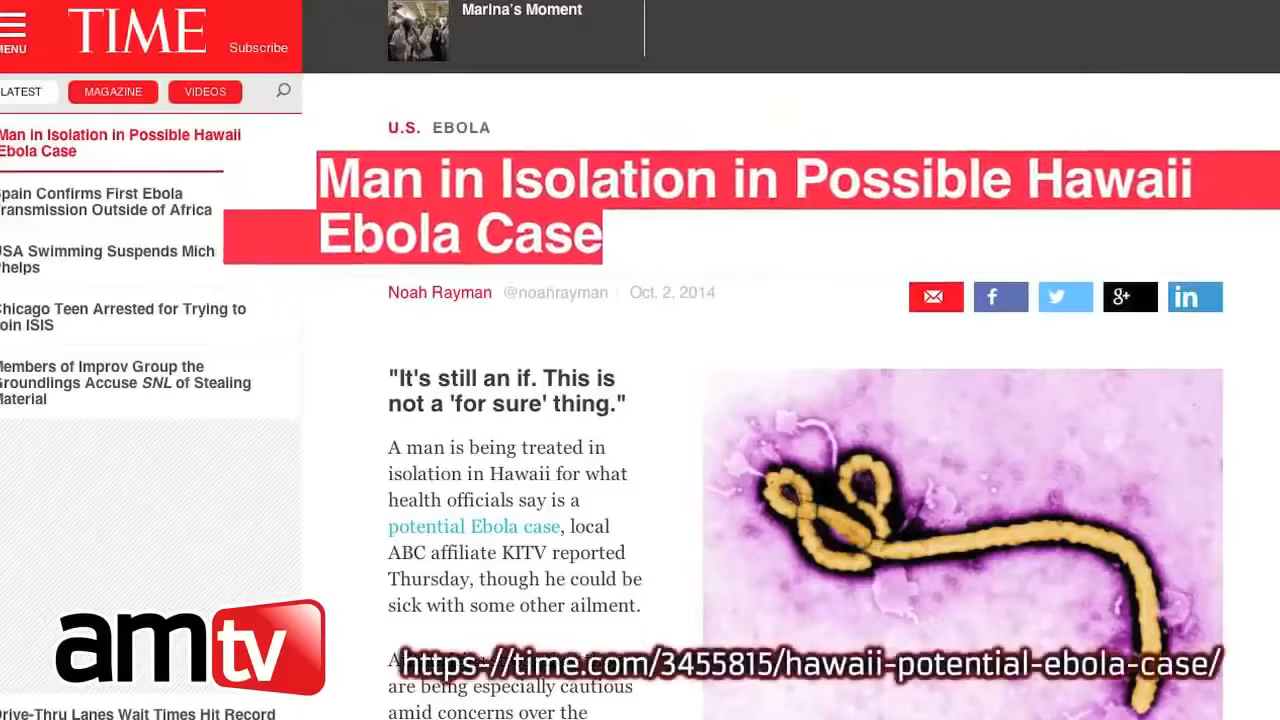 MENU
TIME
Subscribe
Marina's Moment
LATEST
MAGAZINE
VIDEOS
Man in Isolation in Possible Hawaii
Ebola Case
Spain Confirms First Ebola
Transmission Outside of Africa
USA Swimming Suspends Mich
Phelps
Chicago Teen Arrested for Trying to
Join ISIS
Members of Improv Group the
Groundlings Accuse SNL of Stealing
Material
Drive-Thru Lanes Wait Times Hit Record
U.S. EBOLA
Man in Isolation in Possible Hawaii
Ebola Case
Noah Rayman @noahrayman Oct. 2, 2014
f
g+
in
"It's still an if. This is
not a 'for sure' thing."
A man is being treated in
isolation in Hawaii for what
health officials say is a
potential Ebola case, local
ABC affiliate KITV reported
Thursday, though he could be
sick with some other ailment.
are being especially cautious
amid concerns over the
amtv
https-//time.com/3455815/hawaii-potential-ebola-case/